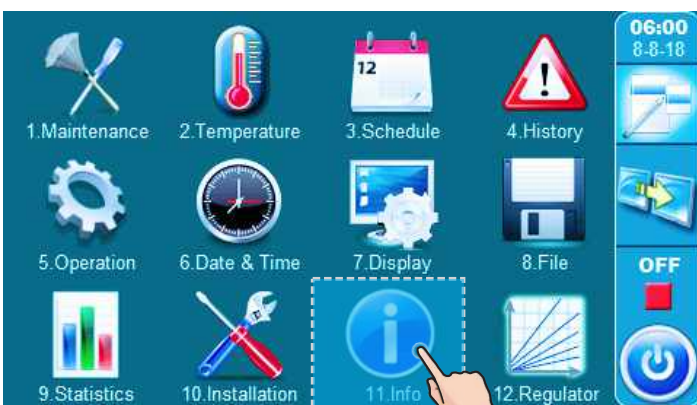 06:00
8-8-18
12
1.Maintenance
2.Temperature
3.Schedule
4.History
5.Operation
6.Date & Time
7.Display
8.File
OFF
9.Statistics
10.Installation
11.Info
12.Regulator